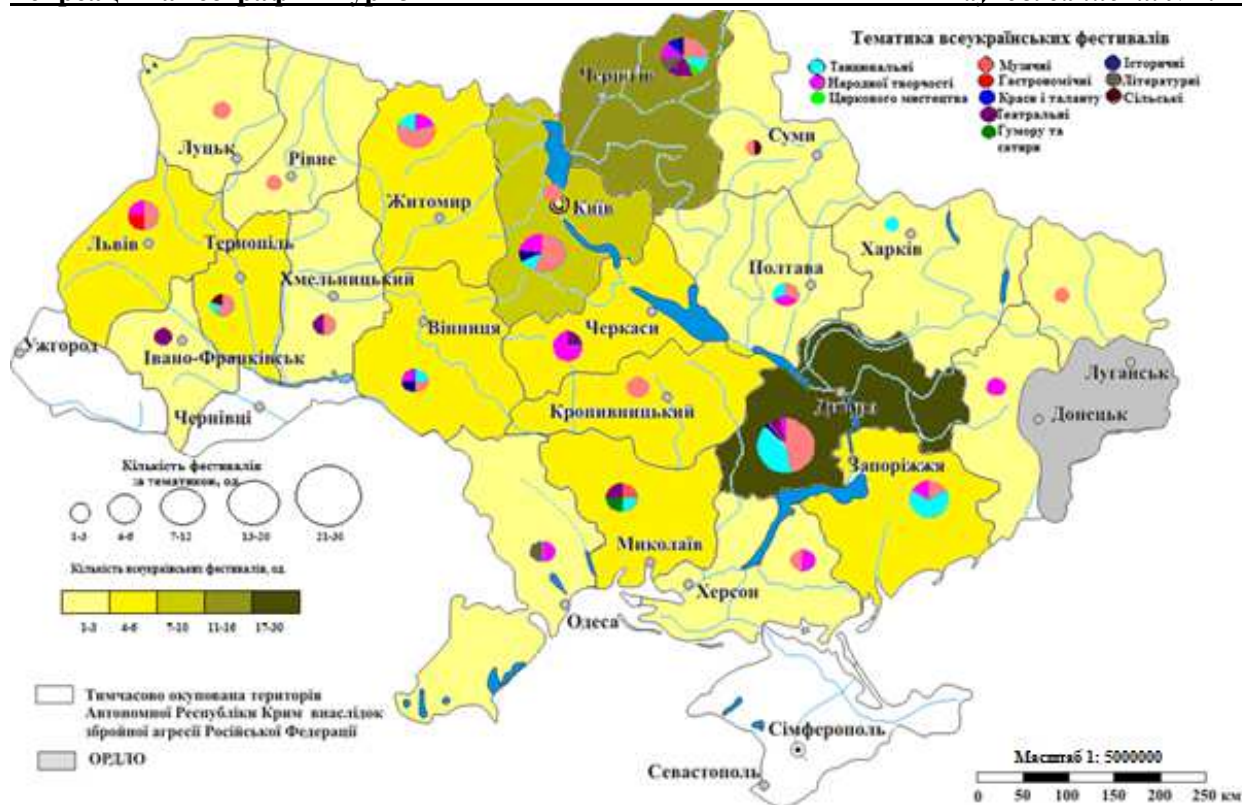 Тематика всеукраїнських фестивалів
Танцювальні
Народної творчості
Циркового мистецтва
Музичні
Гастрономічні
Краси і таланту
Театральні
Гумору та
сатири
Історичні
Літературні
Сільські
Чернігів
Суми
Луцьк
Рівне
Житомир
Київ
Львів
Тернопіль
Хмельницький
Полтава
Харків
Вінниця
Черкаси
Ужгород
Івано-Франківськ
Чернівці
Кропивницький
Луганськ
Донецьк
Запоріжжя
Миколаїв
Херсон
Одеса
Сімферополь
Севастополь
Кількість фестивалів
за тематикою, од.
1-3
4-6
7-12
13-20
21-30
Кількість всеукраїнських фестивалів, од.
1-3
4-6
7-10
11-16
17-30
Тимчасово окупована територія
Автономної Республіки Крим внаслідок
збройної агресії Російської Федерації
ОРДЛО
Масштаб 1: 5000000
0 50 100 150 200 250 км